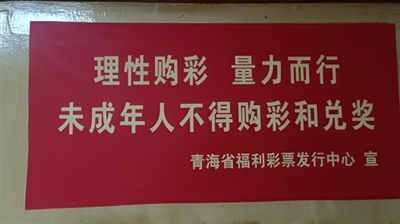 理性购彩 量力而行
未成年人不得购彩和兑奖
青海省福利彩票发行中心 宣